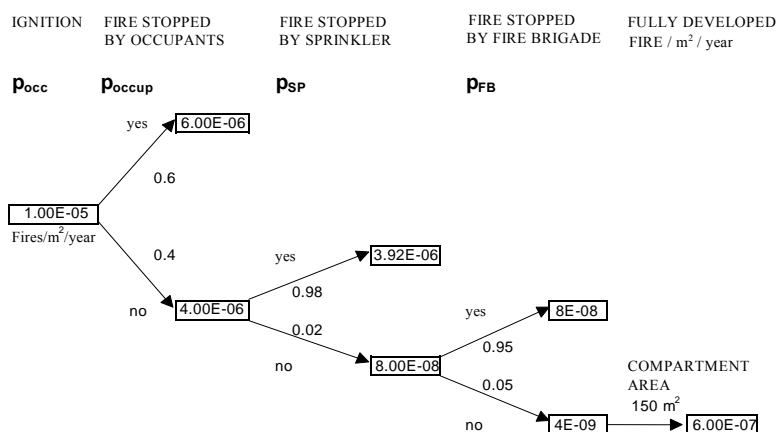 IGNITION FIRE STOPPED FIRE STOPPED FIRE STOPPED FULLY DEVELOPED
BY OCCUPANTS BY SPRINKLER BY FIRE BRIGADE FIRE / m² / year
pocc poccup pSP pFB
yes 6.00E-06
0.6
1.00E-05
Fires/m²/year
0.4 yes 3.92E-06
0.98
no 4.00E-06 yes 8E-08
0.02
0.95
no 8.00E-08 COMPARTMENT
0.05 AREA
150 m²
no 4E-09 6.00E-07